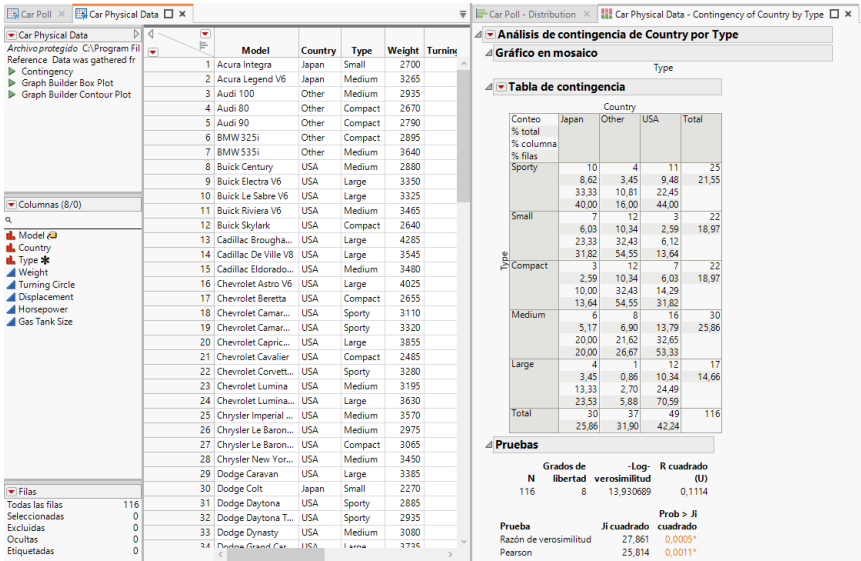 Car Poll
Car Physical Data
Car Physical Data
Archivo protegido C:\Program Fil
Reference Data was gathered fr
Contingency
Graph Builder Box Plot
Graph Builder Contour Plot
Columnas (8/0)
Model
Country
Type
Weight
Turning Circle
Displacement
Horsepower
Gas Tank Size
Filas
Todas las filas 116
Seleccionadas 0
Excluidas 0
Ocultas 0
Etiquetadas 0
Model Country Type Weight Turning
1 Acura Integra Japan Small 2700
2 Acura Legend V6 Japan Medium 3265
3 Audi 100 Other Medium 2935
4 Audi 80 Other Compact 2670
5 Audi 90 Other Compact 2790
6 BMW 325i Other Compact 2895
7 BMW 535i Other Medium 3640
8 Buick Century USA Medium 2880
9 Buick Electra V6 USA Large 3350
10 Buick Le Sabre V6 USA Large 3325
11 Buick Riviera V6 USA Medium 3465
12 Buick Skylark USA Compact 2640
13 Cadillac Brougha... USA Large 4285
14 Cadillac De Ville V8 USA Large 3545
15 Cadillac Eldorado... USA Medium 3480
16 Chevrolet Astro V6 USA Large 4025
17 Chevrolet Beretta USA Compact 2655
18 Chevrolet Camar... USA Sporty 3110
19 Chevrolet Camar... USA Sporty 3320
20 Chevrolet Capric... USA Large 3855
21 Chevrolet Cavalier USA Compact 2485
22 Chevrolet Corvett... USA Sporty 3280
23 Chevrolet Lumina USA Medium 3195
24 Chevrolet Lumina... USA Large 3630
25 Chrysler Imperial ... USA Medium 3570
26 Chrysler Le Baron... USA Medium 2975
27 Chrysler Le Baron... USA Compact 3065
28 Chrysler New Yor... USA Medium 3450
29 Dodge Caravan USA Large 3385
30 Dodge Colt Japan Small 2270
31 Dodge Daytona USA Sporty 2885
32 Dodge Daytona T... USA Sporty 2935
33 Dodge Dynasty USA Medium 3080
34 Dodge Grand Car... USA Large 3735
Car Poll - Distribution
Car Physical Data - Contingency of Country by Type
Análisis de contingencia de Country por Type
Gráfico en mosaico
Type
Tabla de contingencia
Country
Conteo Japan Other USA Total
% total
% columna
% filas
Type
Sporty 10 4 11 25
8,62 3,45 9,48 21,55
33,33 10,81 22,45
40,00 16,00 44,00
Small 7 12 3 22
6,03 10,34 2,59 18,97
23,33 32,43 6,12
31,82 54,55 13,64
Compact 3 12 7 22
2,59 10,34 6,03 18,97
10,00 32,43 14,29
13,64 54,55 31,82
Medium 6 8 16 30
5,17 6,90 13,79 25,86
20,00 21,62 32,65
20,00 26,67 53,33
Large 4 1 12 17
3,45 0,86 10,34 14,66
13,33 2,70 24,49
23,53 5,88 70,59
Total 30 37 49 116
25,86 31,90 42,24
Pruebas
N Grados de libertad -Log-verosimilitud R cuadrado (U)
116 8 13,930689 0,1114
Prueba Ji cuadrado Prob > Ji cuadrado
Razón de verosimilitud 27,861 0,0005*
Pearson 25,814 0,0011*